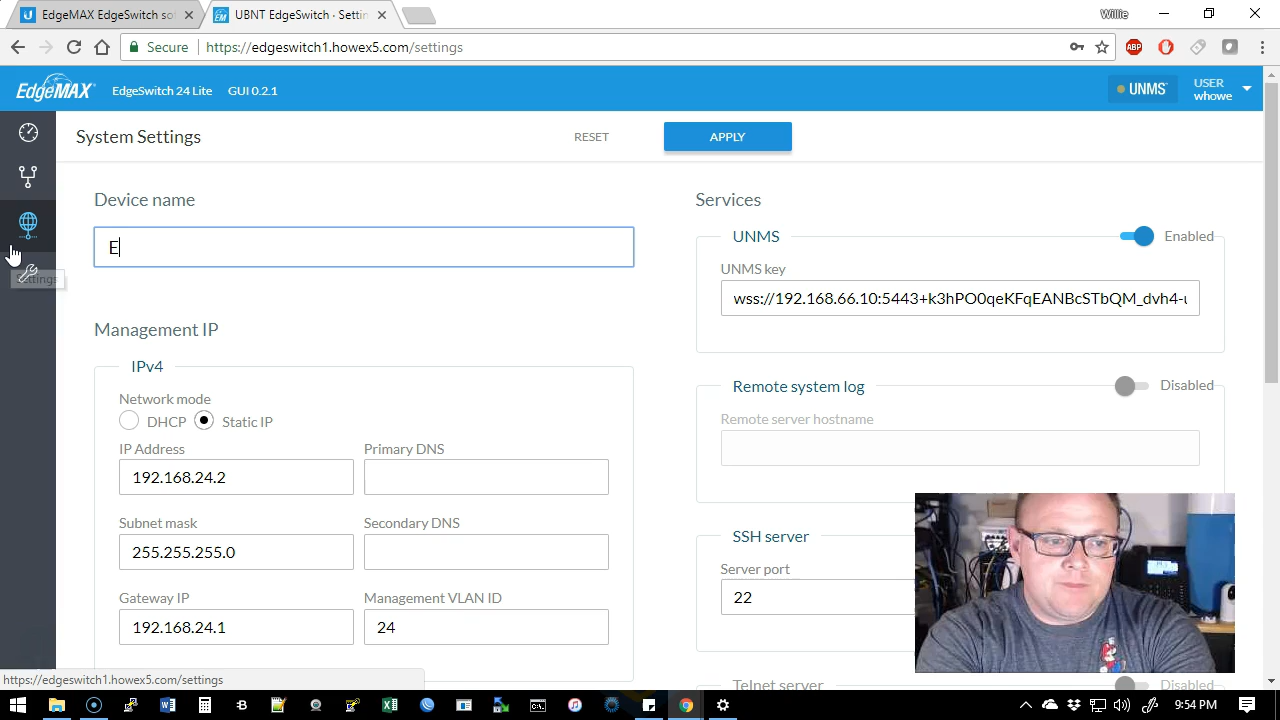 EdgeMAX EdgeSwitch sof
UBNT EdgeSwitch - Settin
Willie
Secure
https://edgeswitch1.howex5.com/settings
ABP
EdgeMAX
EdgeSwitch 24 Lite
GUI 0.2.1
UNMS
USER
whowe
System Settings
RESET
APPLY
Device name
Services
E
UNMS
Enabled
UNMS key
wss://192.168.66.10:5443+k3hPO0qeKFqEANBcSTbQM_dvh4-u
Settings
Management IP
IPv4
Remote system log
Disabled
Network mode
DHCP
Static IP
Remote server hostname
IP Address
Primary DNS
192.168.24.2
Subnet mask
Secondary DNS
SSH server
255.255.255.0
Server port
Gateway IP
Management VLAN ID
22
192.168.24.1
24
https://edgeswitch1.howex5.com/settings
Telnet server
Disabled
9:54 PM